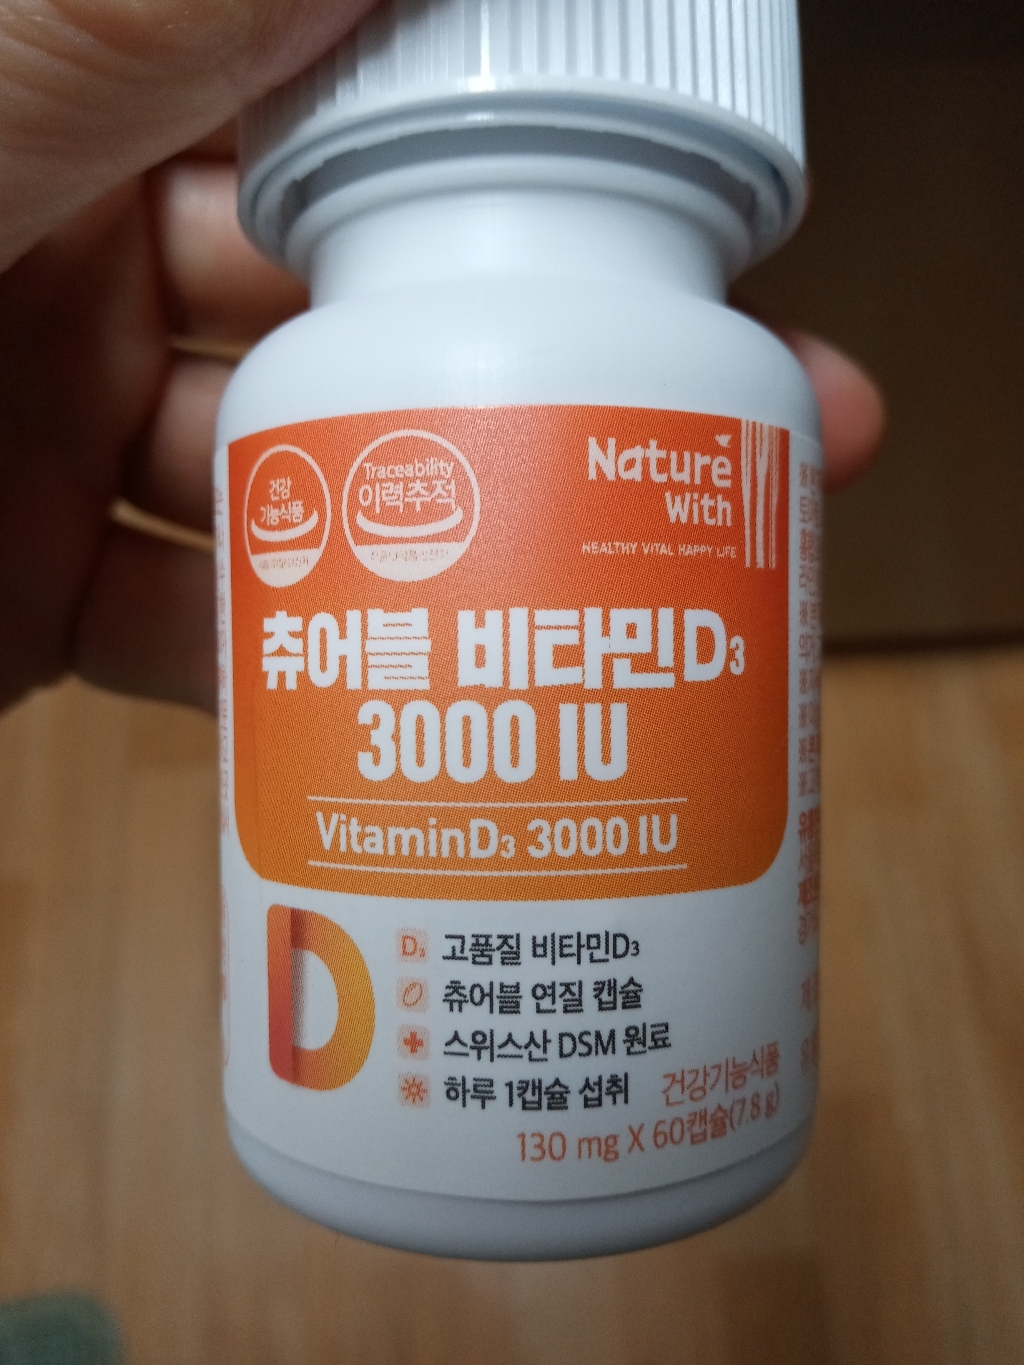 건강
기능식품
Traceability
이력추적
Nature
With
HEALTHY VITAL HAPPY LIFE
츄어블 비타민D3
3000 IU
VitaminD3 3000 IU
D
D3 고품질 비타민D3
츄어블 연질 캡슐
스위스산 DSM 원료
하루 1캡슐 섭취
건강기능식품
130 mg X 60캡슐(7.8 g)